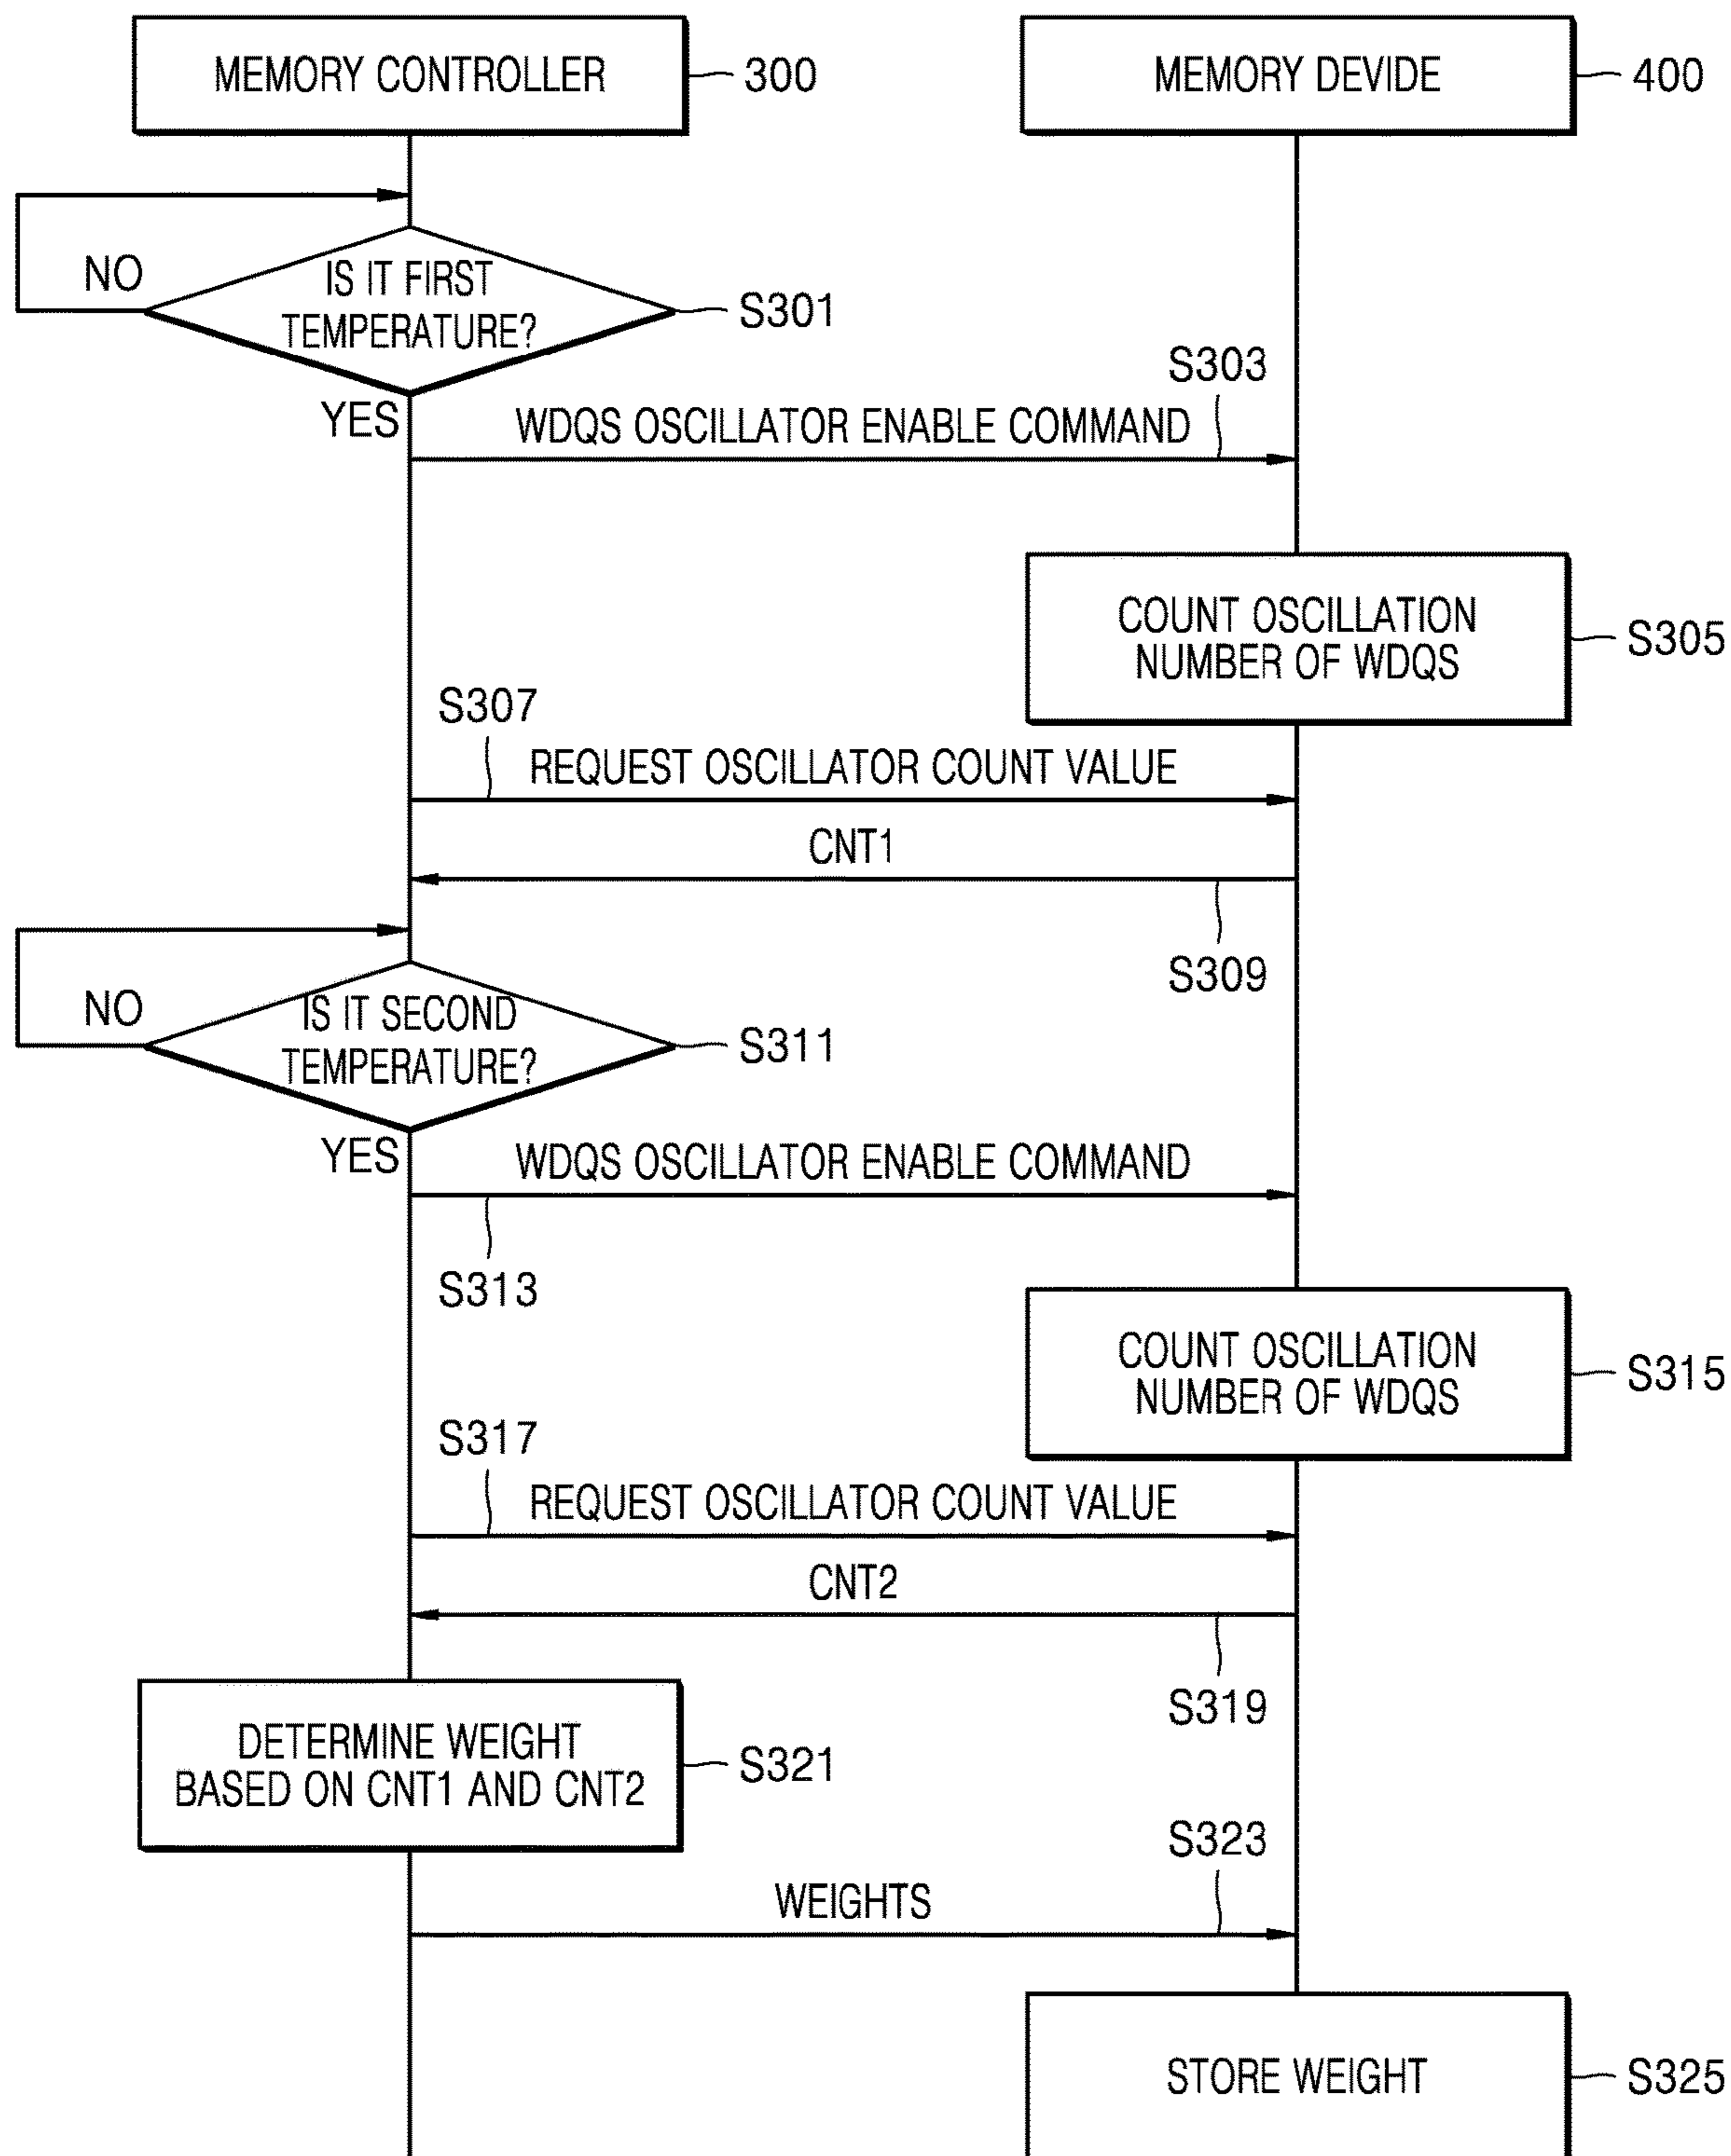 MEMORY CONTROLLER
300
MEMORY DEVIDE
400
NO
IS IT FIRST
TEMPERATURE?
S301
YES
S303
WDQS OSCILLATOR ENABLE COMMAND
COUNT OSCILLATION
NUMBER OF WDQS
S305
S307
REQUEST OSCILLATOR COUNT VALUE
CNT1
S309
NO
IS IT SECOND
TEMPERATURE?
S311
YES
WDQS OSCILLATOR ENABLE COMMAND
S313
COUNT OSCILLATION
NUMBER OF WDQS
S315
S317
REQUEST OSCILLATOR COUNT VALUE
CNT2
S319
DETERMINE WEIGHT
BASED ON CNT1 AND CNT2
S321
S323
WEIGHTS
STORE WEIGHT
S325